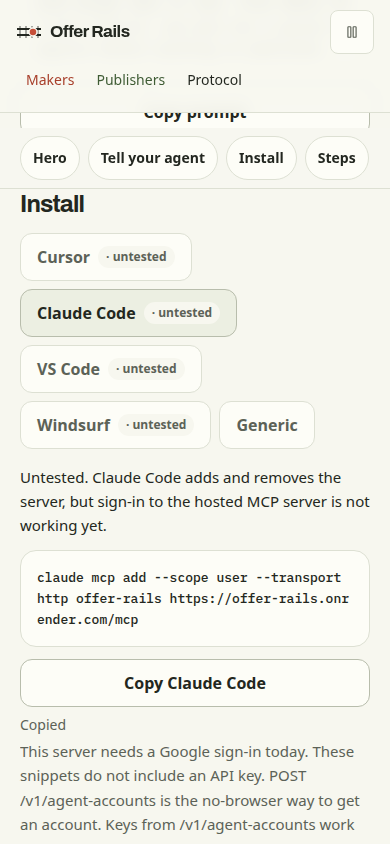 Offer Rails
Makers Publishers Protocol
Copy prompt
Hero Tell your agent Install Steps
Install
Cursor · untested
Claude Code · untested
VS Code · untested
Windsurf · untested Generic
Untested. Claude Code adds and removes the
server, but sign-in to the hosted MCP server is not
working yet.
claude mcp add --scope user --transport
http offer-rails https://offer-rails.onr
ender.com/mcp
Copy Claude Code
Copied
This server needs a Google sign-in today. These
snippets do not include an API key. POST
/v1/agent-accounts is the no-browser way to get
an account. Keys from /v1/agent-accounts work